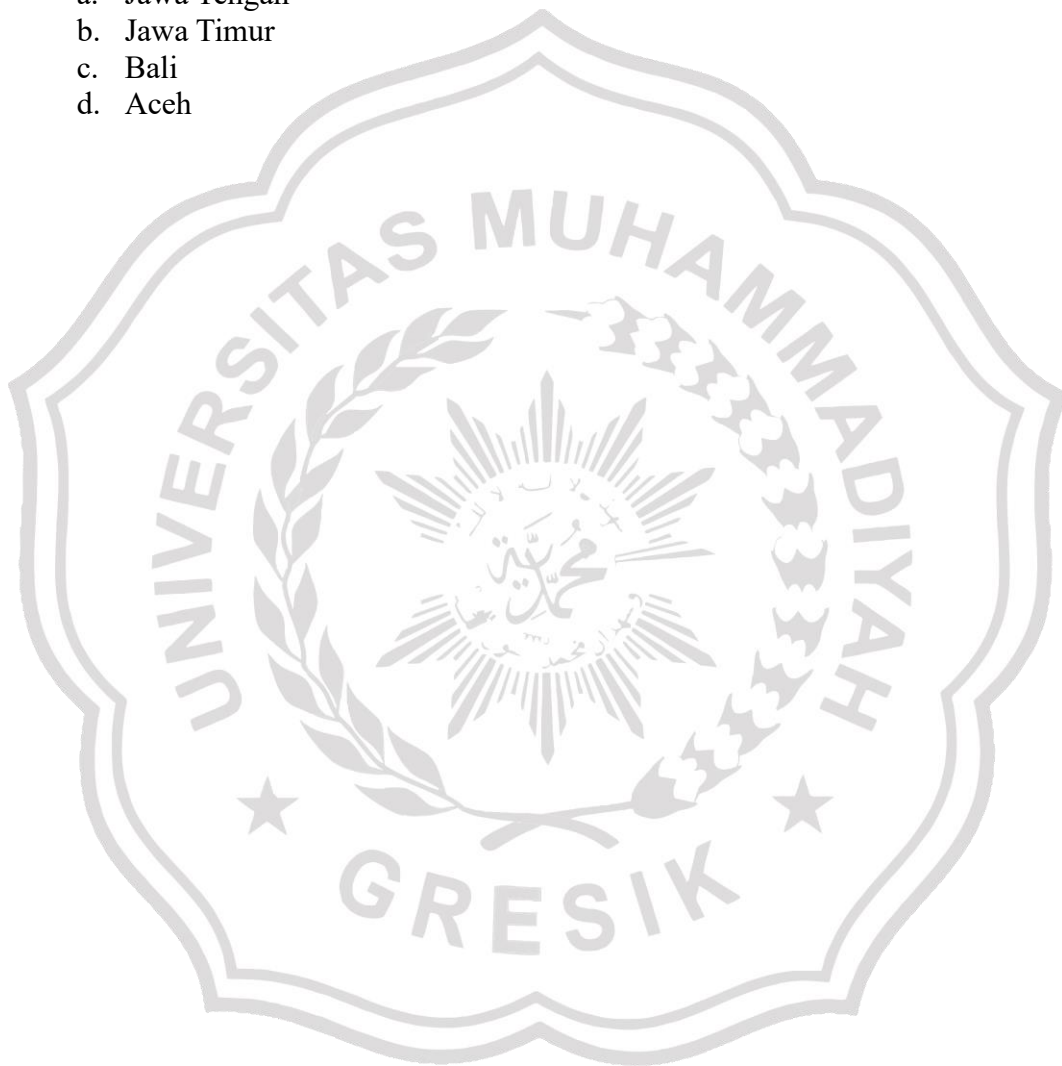 a. Jawa Tengah
b. Jawa Timur
c. Bali
d. Aceh
UNIVERSITAS MUHAMMADIYAH
GRESIK